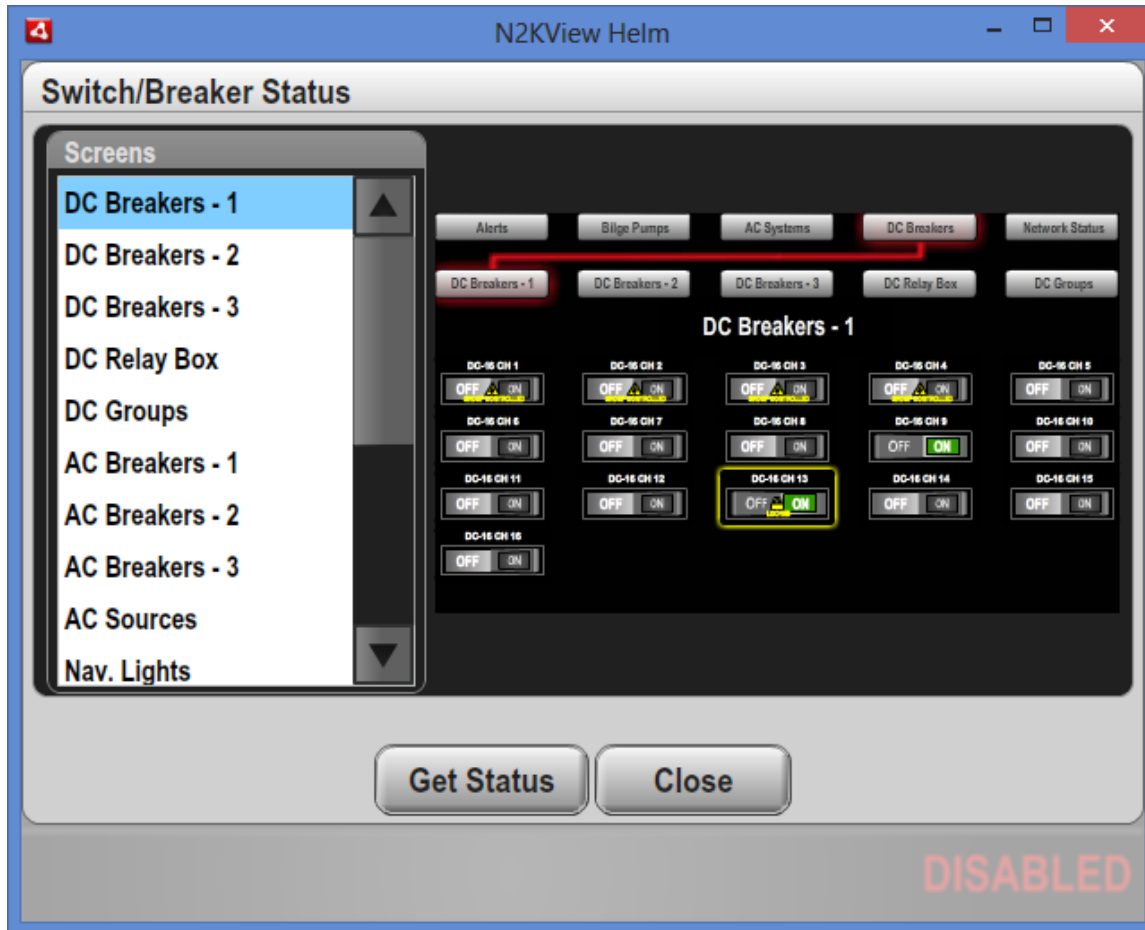 N2KView Helm
Switch/Breaker Status
Screens
DC Breakers - 1
DC Breakers - 2
DC Breakers - 3
DC Relay Box
DC Groups
AC Breakers - 1
AC Breakers - 2
AC Breakers - 3
AC Sources
Nav. Lights
Alerts Bilge Pumps AC Systems DC Breakers Network Status
DC Breakers - 1 DC Breakers - 2 DC Breakers - 3 DC Relay Box DC Groups
DC Breakers - 1
DC-16 CH 1 DC-16 CH 2 DC-16 CH 3 DC-16 CH 4 DC-16 CH 5
OFF ON OFF ON OFF ON OFF ON OFF ON
DC-16 CH 6 DC-16 CH 7 DC-16 CH 8 DC-16 CH 9 DC-16 CH 10
OFF ON OFF ON OFF ON OFF ON OFF ON
DC-16 CH 11 DC-16 CH 12 DC-16 CH 13 DC-16 CH 14 DC-16 CH 15
OFF ON OFF ON OFF ON OFF ON OFF ON
LOCKED
DC-16 CH 16
OFF ON
Get Status Close
DISABLED